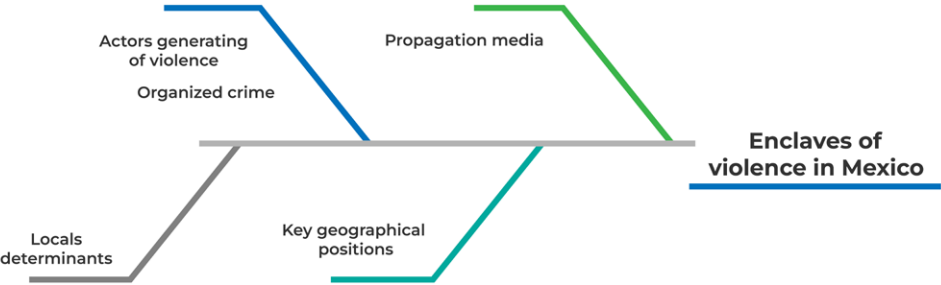 Actors generating
of violence
Organized crime
Propagation media
Enclaves of
violence in Mexico
Locals
determinants
Key geographical
positions